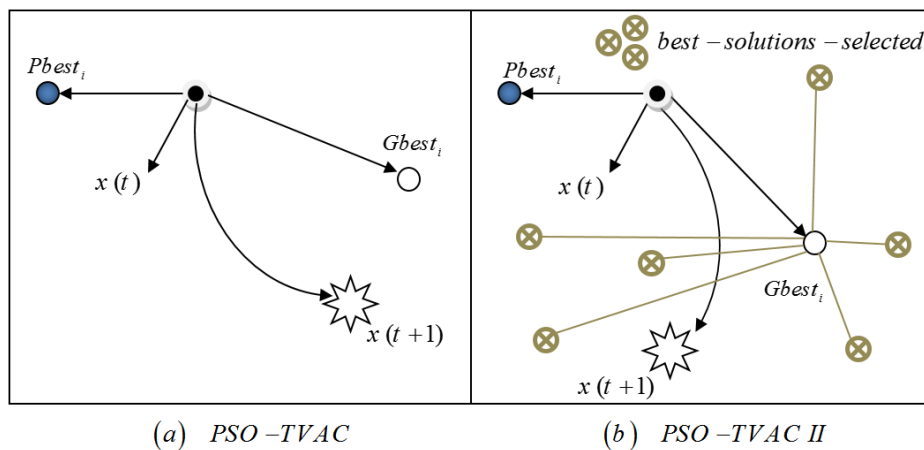 Pbest_i
Gbest_i
x(t)
x(t+1)
(a) PSO –TVAC
best – solutions – selected
Pbest_i
x(t)
Gbest_i
x(t+1)
(b) PSO –TVAC II